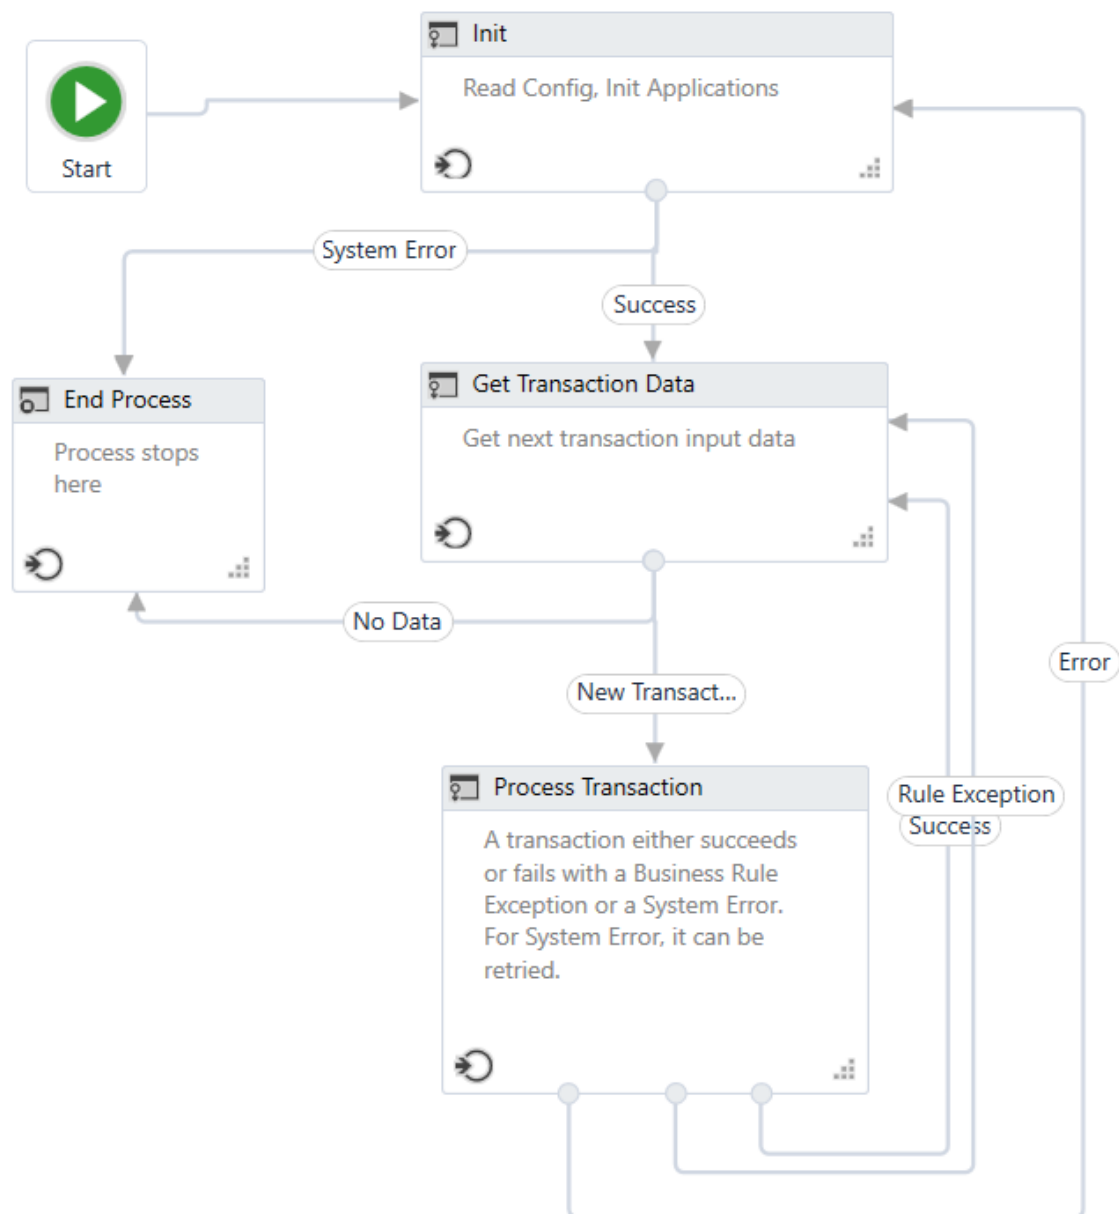 Init
Read Config, Init Applications
Start
System Error
Success
End Process
Process stops
here
Get Transaction Data
Get next transaction input data
No Data
New Transact...
Error
Process Transaction
A transaction either succeeds
or fails with a Business Rule
Exception or a System Error.
For System Error, it can be
retried.
Rule Exception
Success